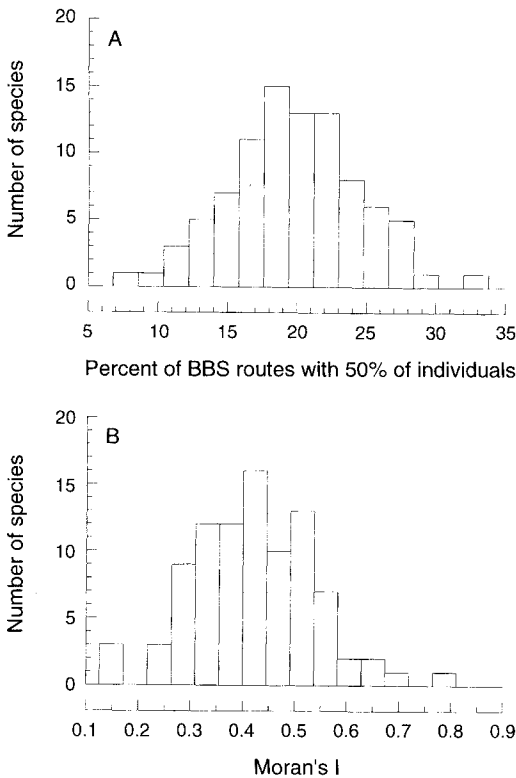 20
A
15
10
5
0
Number of species
5 10 15 20 25 30 35
Percent of BBS routes with 50% of individuals
20
B
15
10
5
0
Number of species
0.1 0.2 0.3 0.4 0.5 0.6 0.7 0.8 0.9
Moran's I